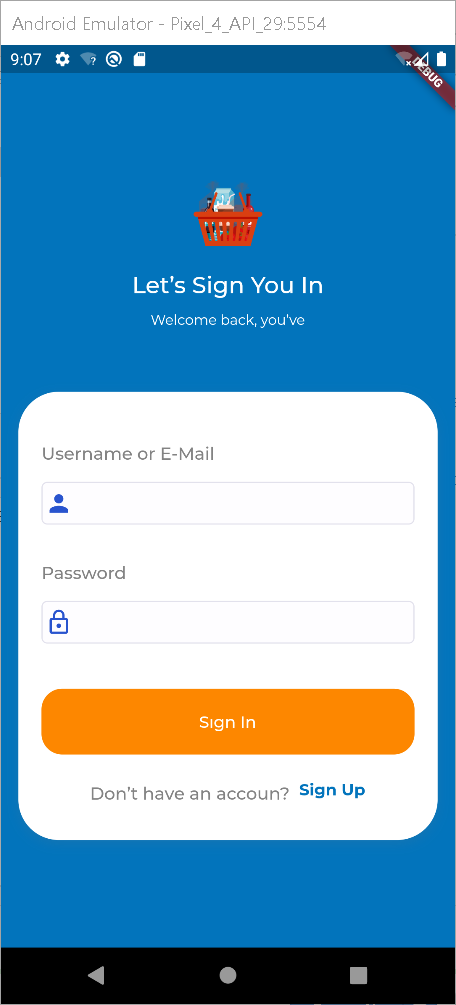 Android Emulator - Pixel_4_API_29:5554
9:07
DEBUG
Let's Sign You In
Welcome back, you've
Username or E-Mail
Password
Sign In
Don't have an accoun? Sign Up